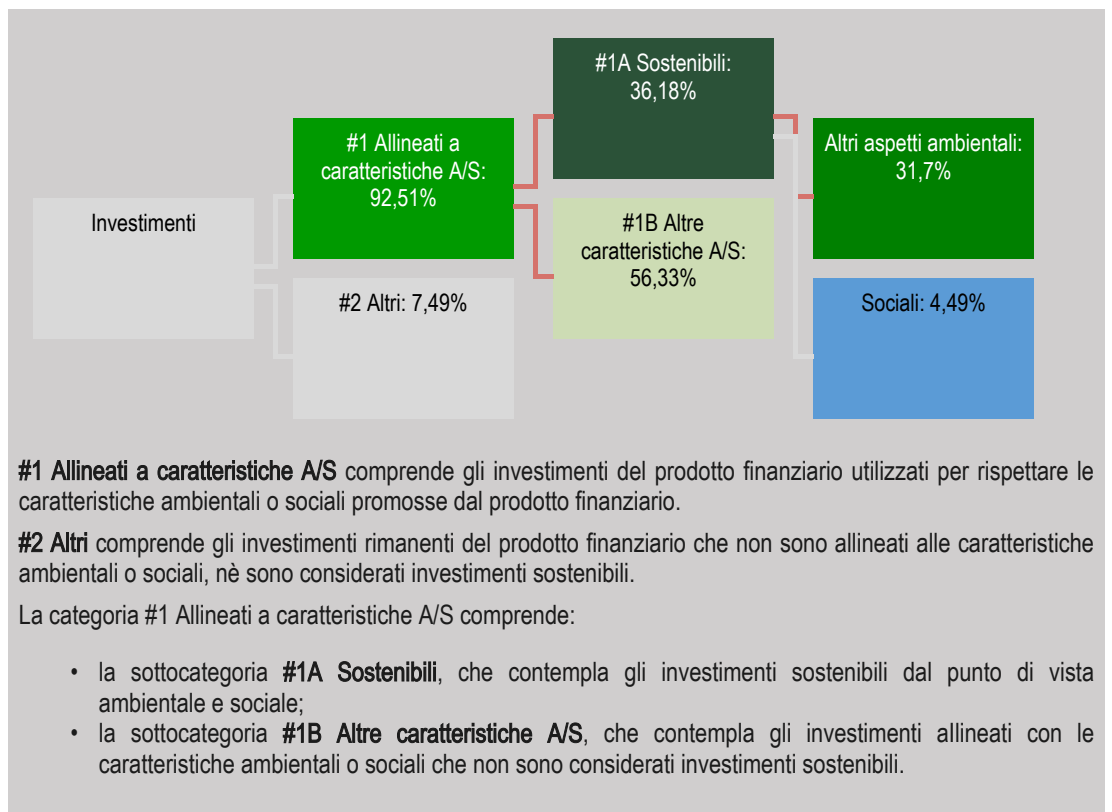 #1A Sostenibili:
36,18%
#1 Allineati a
caratteristiche A/S:
92,51%
Altri aspetti ambientali:
31,7%
Investimenti
#1B Altre
caratteristiche A/S:
56,33%
#2 Altri: 7,49%
Sociali: 4,49%
#1 Allineati a caratteristiche A/S comprende gli investimenti del prodotto finanziario utilizzati per rispettare le
caratteristiche ambientali o sociali promosse dal prodotto finanziario.
#2 Altri comprende gli investimenti rimanenti del prodotto finanziario che non sono allineati alle caratteristiche
ambientali o sociali, nè sono considerati investimenti sostenibili.
La categoria #1 Allineati a caratteristiche A/S comprende:
• la sottocategoria #1A Sostenibili, che contempla gli investimenti sostenibili dal punto di vista
ambientale e sociale;
• la sottocategoria #1B Altre caratteristiche A/S, che contempla gli investimenti allineati con le
caratteristiche ambientali o sociali che non sono considerati investimenti sostenibili.